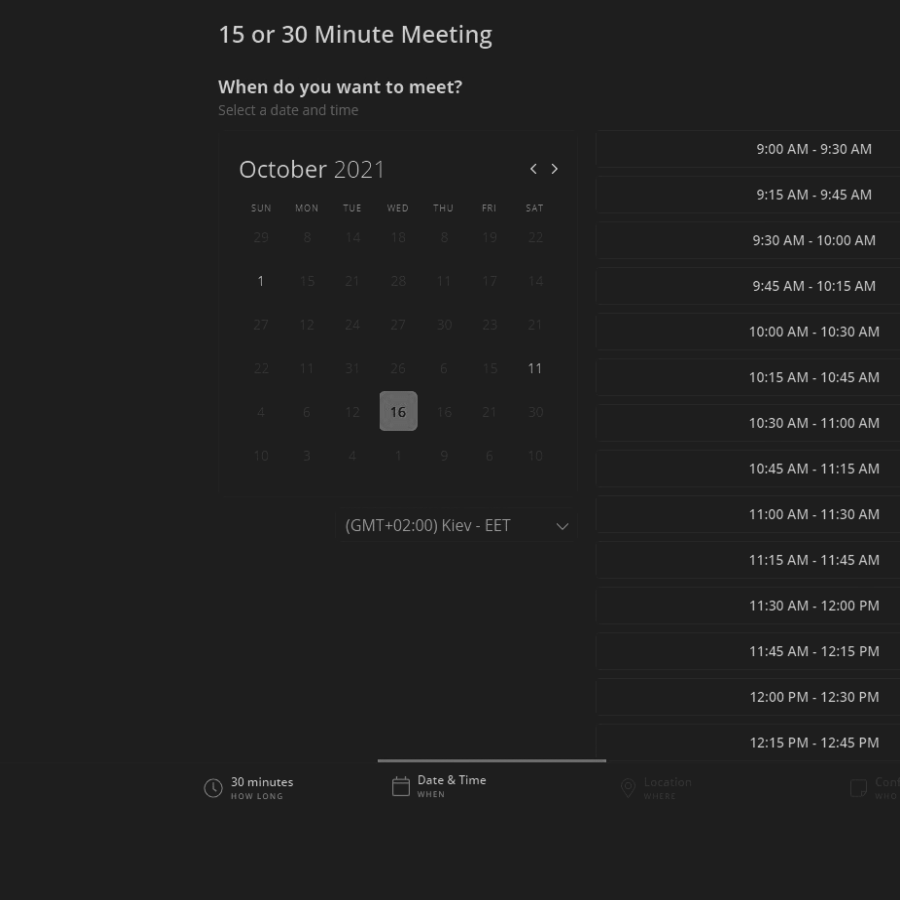 15 or 30 Minute Meeting
When do you want to meet?
Select a date and time
October 2021
SUN MON TUE WED THU FRI SAT
29 8 14 18 8 19 22
1 15 21 28 11 17 14
27 12 24 27 30 23 21
22 11 31 26 6 15 11
4 6 12 16 16 21 30
10 3 4 1 9 6 10
(GMT+02:00) Kiev - EET
9:00 AM - 9:30 AM
9:15 AM - 9:45 AM
9:30 AM - 10:00 AM
9:45 AM - 10:15 AM
10:00 AM - 10:30 AM
10:15 AM - 10:45 AM
10:30 AM - 11:00 AM
10:45 AM - 11:15 AM
11:00 AM - 11:30 AM
11:15 AM - 11:45 AM
11:30 AM - 12:00 PM
11:45 AM - 12:15 PM
12:00 PM - 12:30 PM
12:15 PM - 12:45 PM
30 minutes
HOW LONG
Date & Time
WHEN
Location
WHERE
WHO